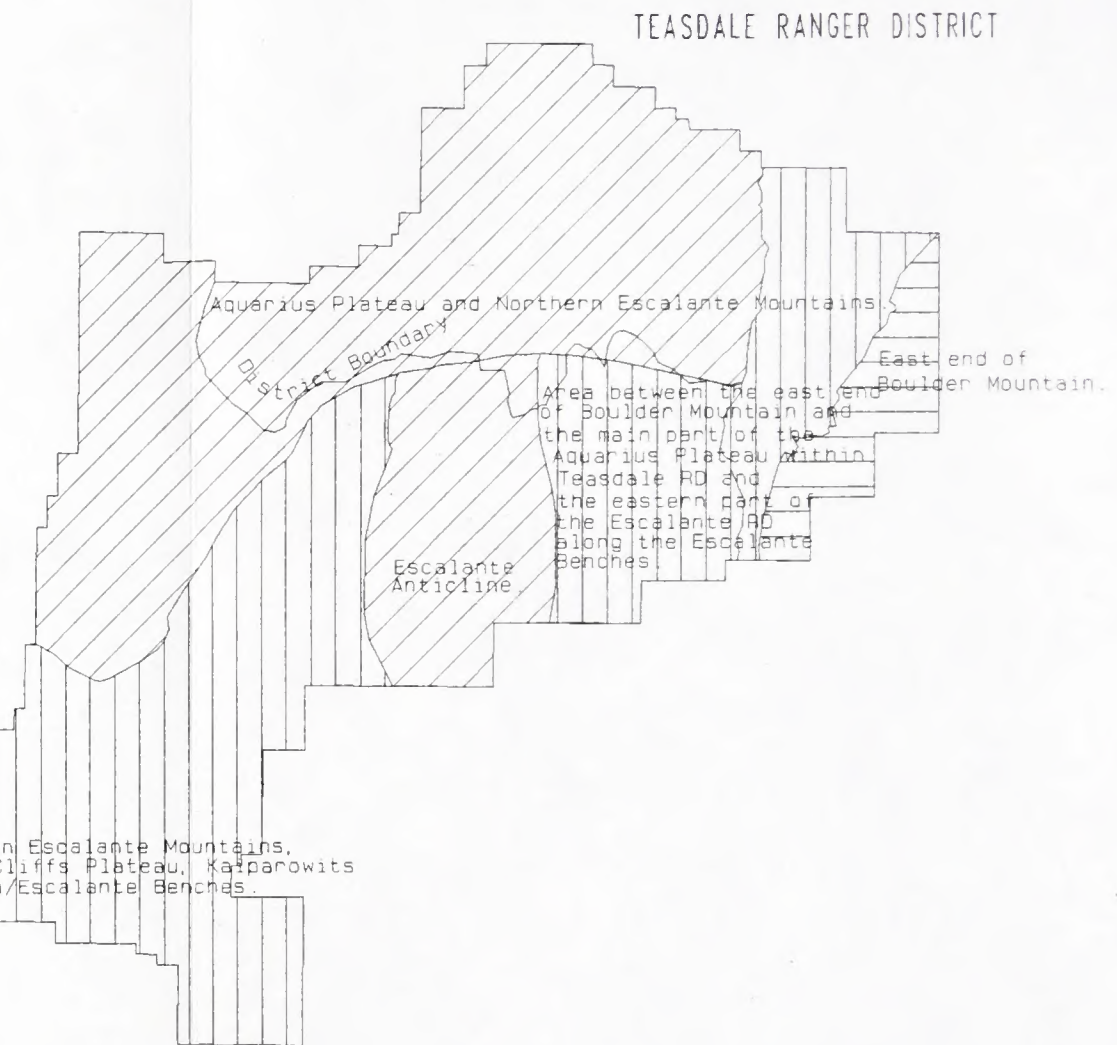 TEASDALE RANGER DISTRICT
Aquarius Plateau and Northern Escalante Mountains.
District Boundary
East end of
Boulder Mountain.
Area between the east end
of Boulder Mountain and
the main part of the
Aquarius Plateau within
Teasdale RD and
the eastern part of
the Escalante RD
along the Escalante
Benches.
Escalante
Anticline.
n Escalante Mountains,
Cliffs Plateau, Kaiparowits
/Escalante Benches.